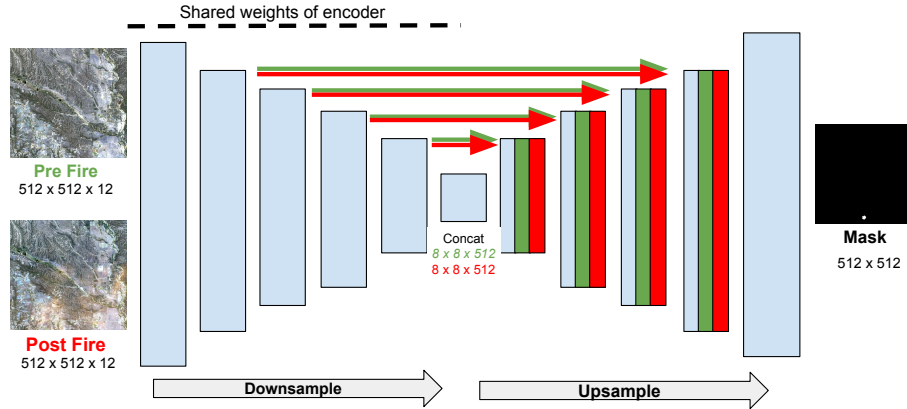 Shared weights of encoder
Pre Fire
512 x 512 x 12
Post Fire
512 x 512 x 12
Concat
8 x 8 x 512
8 x 8 x 512
Mask
512 x 512
Downsample
Upsample